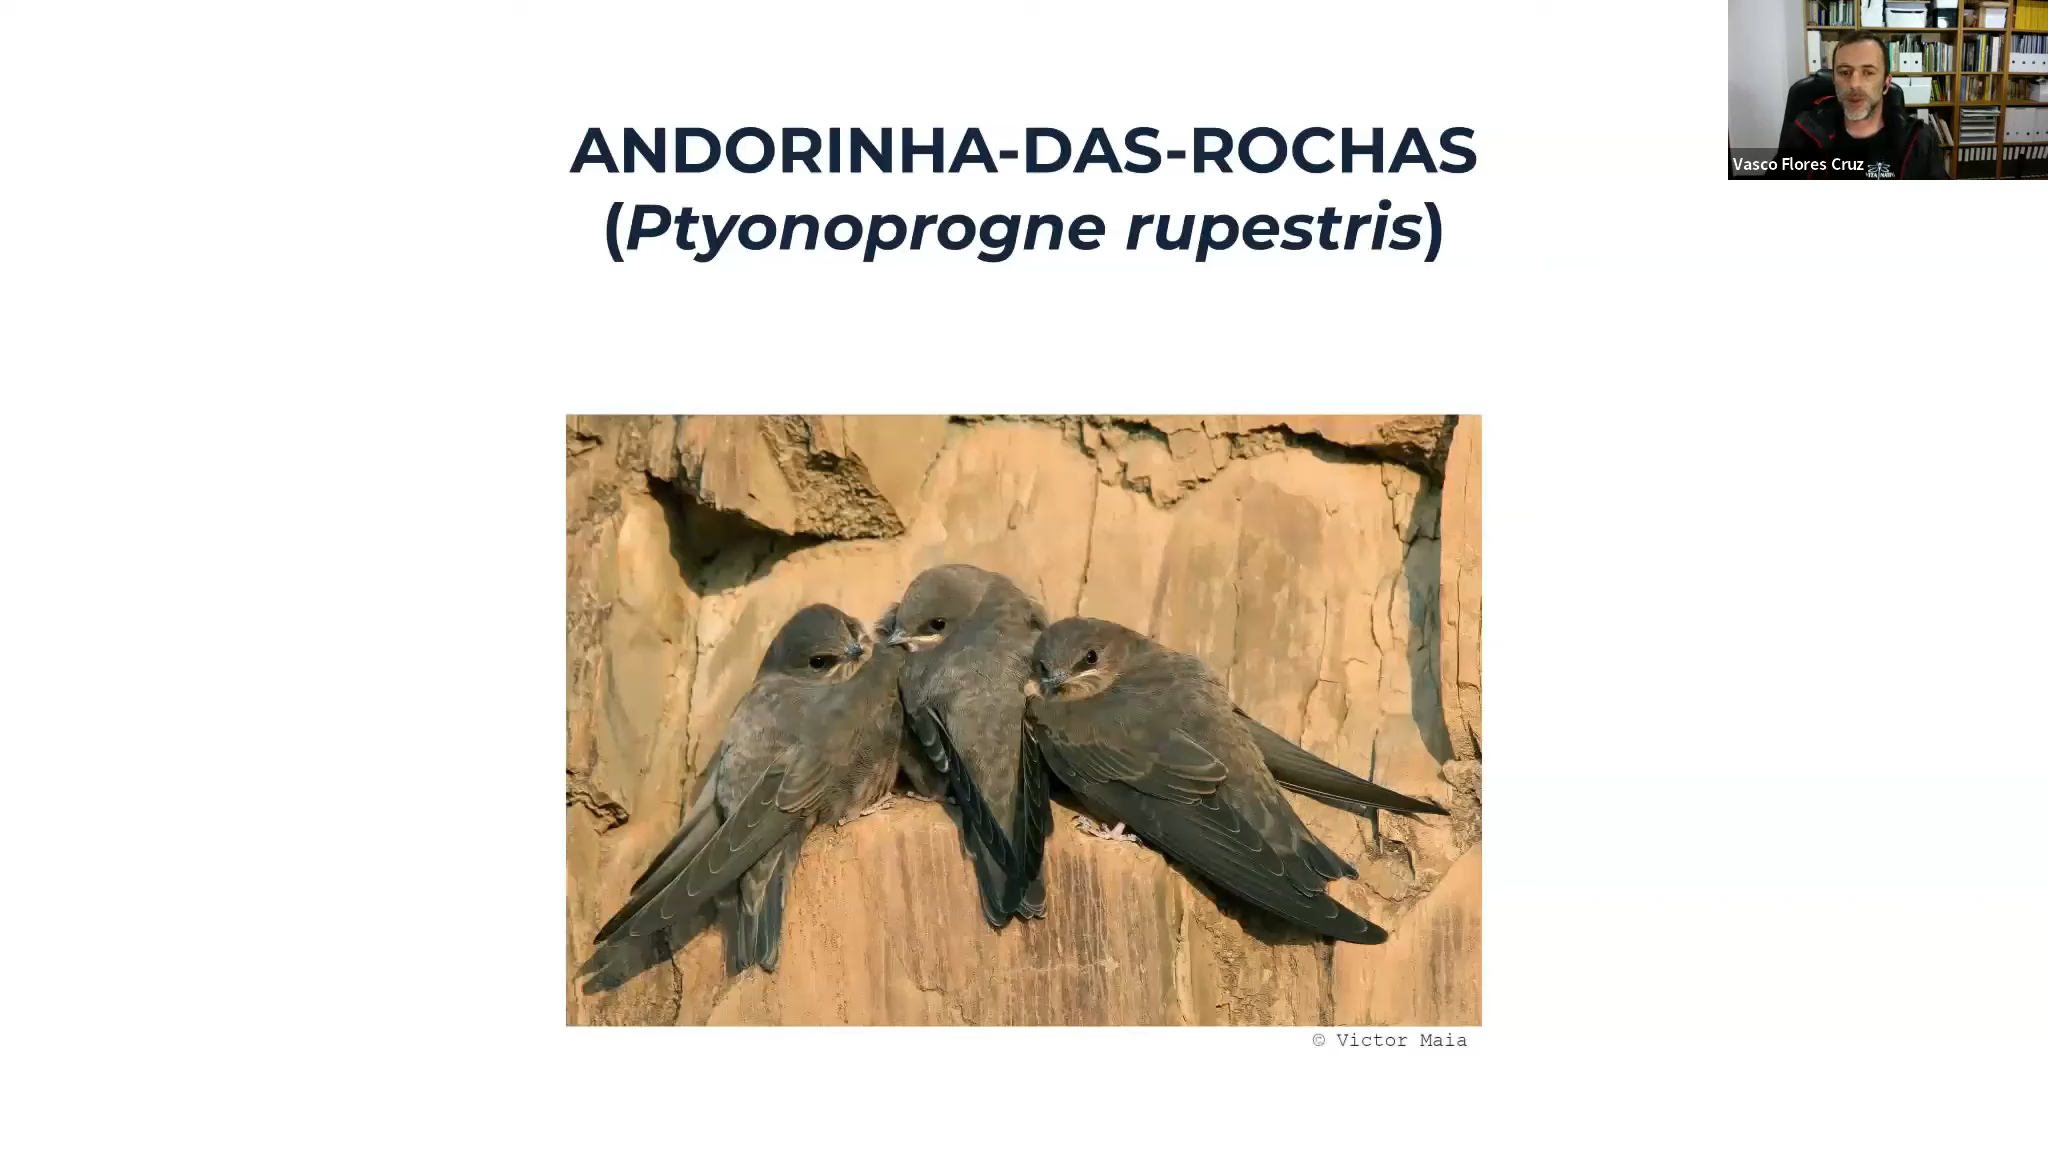 ANDORINHA-DAS-ROCHAS
(Ptyonoprogne rupestris)
Vasco Flores Cruz
© Victor Maia